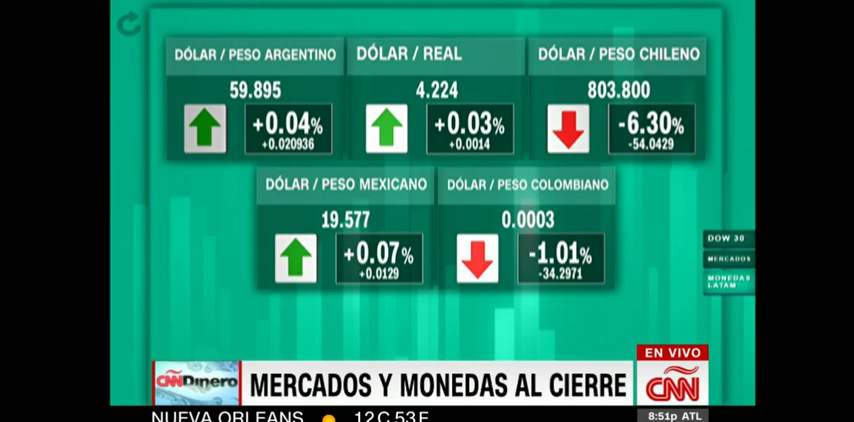 DÓLAR / PESO ARGENTINO
59.895
+0.04%
+0.020936
DÓLAR / REAL
4.224
+0.03%
+0.0014
DÓLAR / PESO CHILENO
803.800
-6.30%
-54.0429
DÓLAR / PESO MEXICANO
19.577
+0.07%
+0.0129
DÓLAR / PESO COLOMBIANO
0.0003
-1.01%
-34.2971
DOW 30
MERCADOS
MONEDAS
LATAM
EN VIVO
CNNDinero
MERCADOS Y MONEDAS AL CIERRE
CNN
NUEVA ORLEANS 12C 53F
8:51p ATL